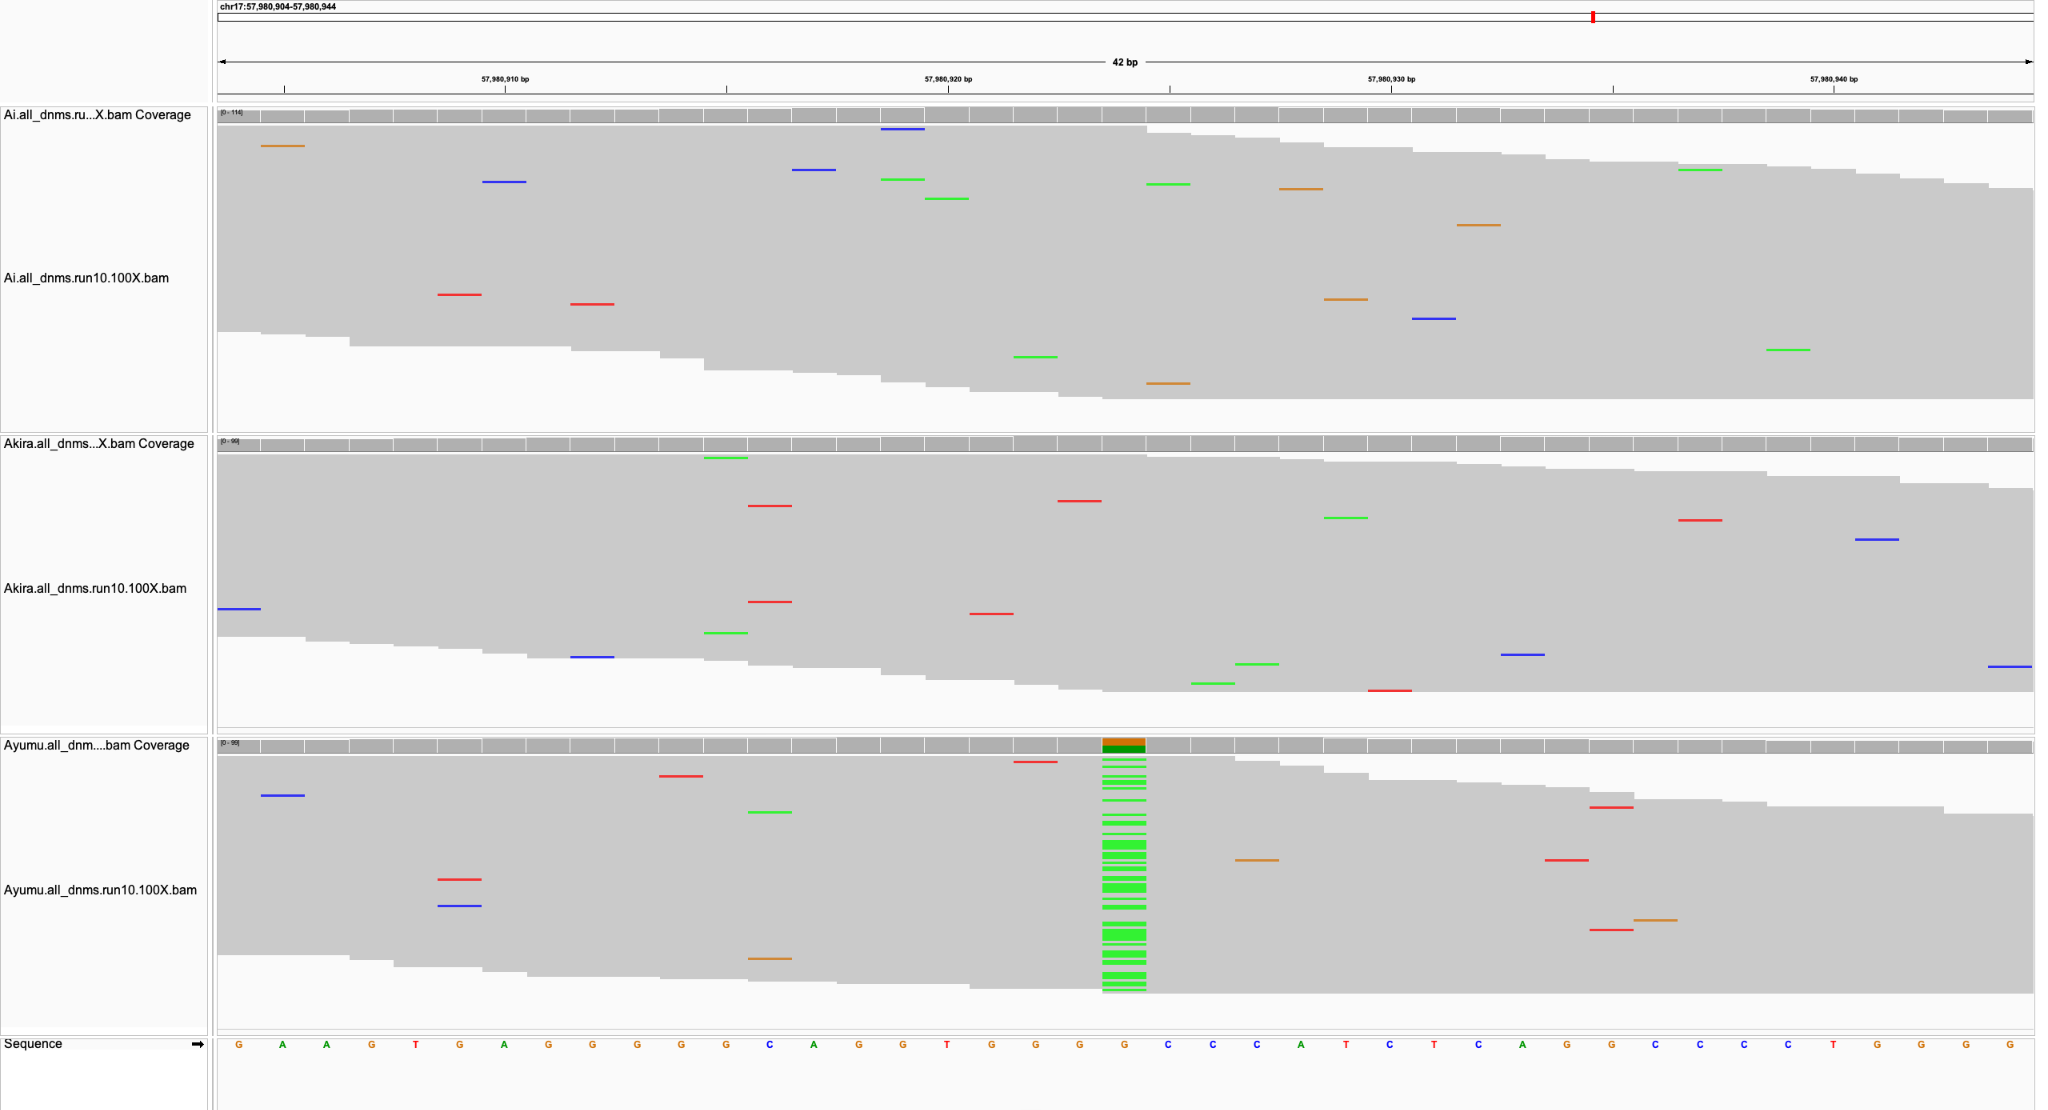 chr17:57,980,904-57,980,944
42 bp
57,980,910 bp 57,980,920 bp 57,980,930 bp 57,980,940 bp
Ai.all_dnms.ru...X.bam Coverage
[0 - 114]
Ai.all_dnms.run10.100X.bam
Akira.all_dnms...X.bam Coverage
[0 - 99]
Akira.all_dnms.run10.100X.bam
Ayumu.all_dnm....bam Coverage
[0 - 99]
Ayumu.all_dnms.run10.100X.bam
Sequence G A A G T G A G G G G G C A G G T G G G G C C C A T C T C A G G C C C C T G G G G